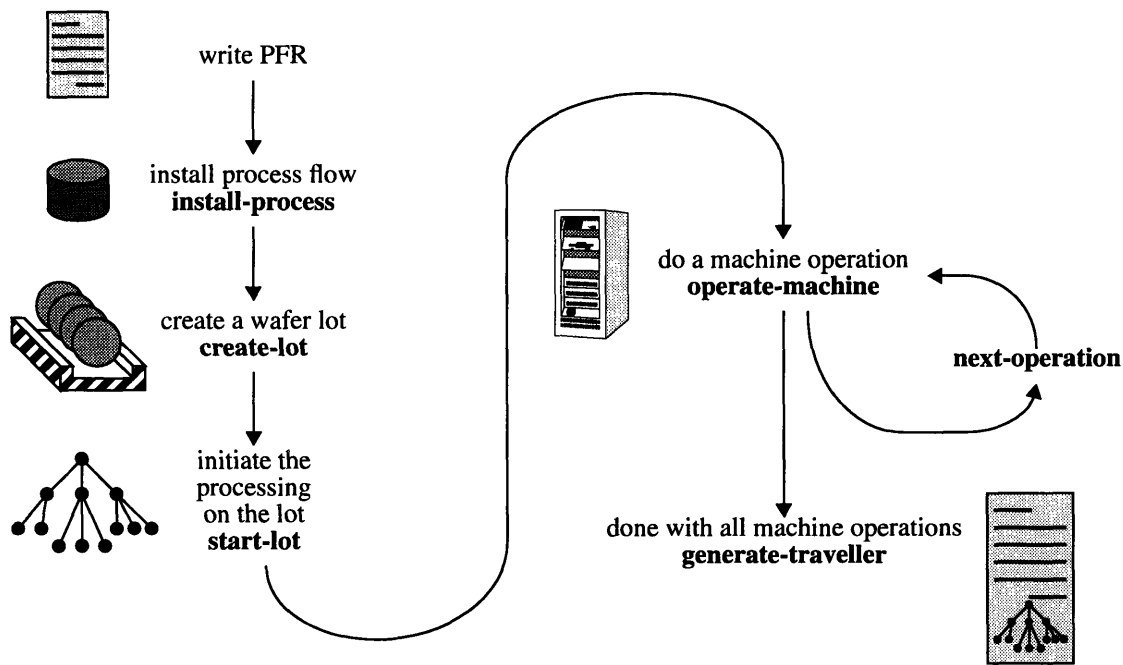 write PFR
install process flow
install-process
create a wafer lot
create-lot
initiate the
processing
on the lot
start-lot
do a machine operation
operate-machine
next-operation
done with all machine operations
generate-traveller